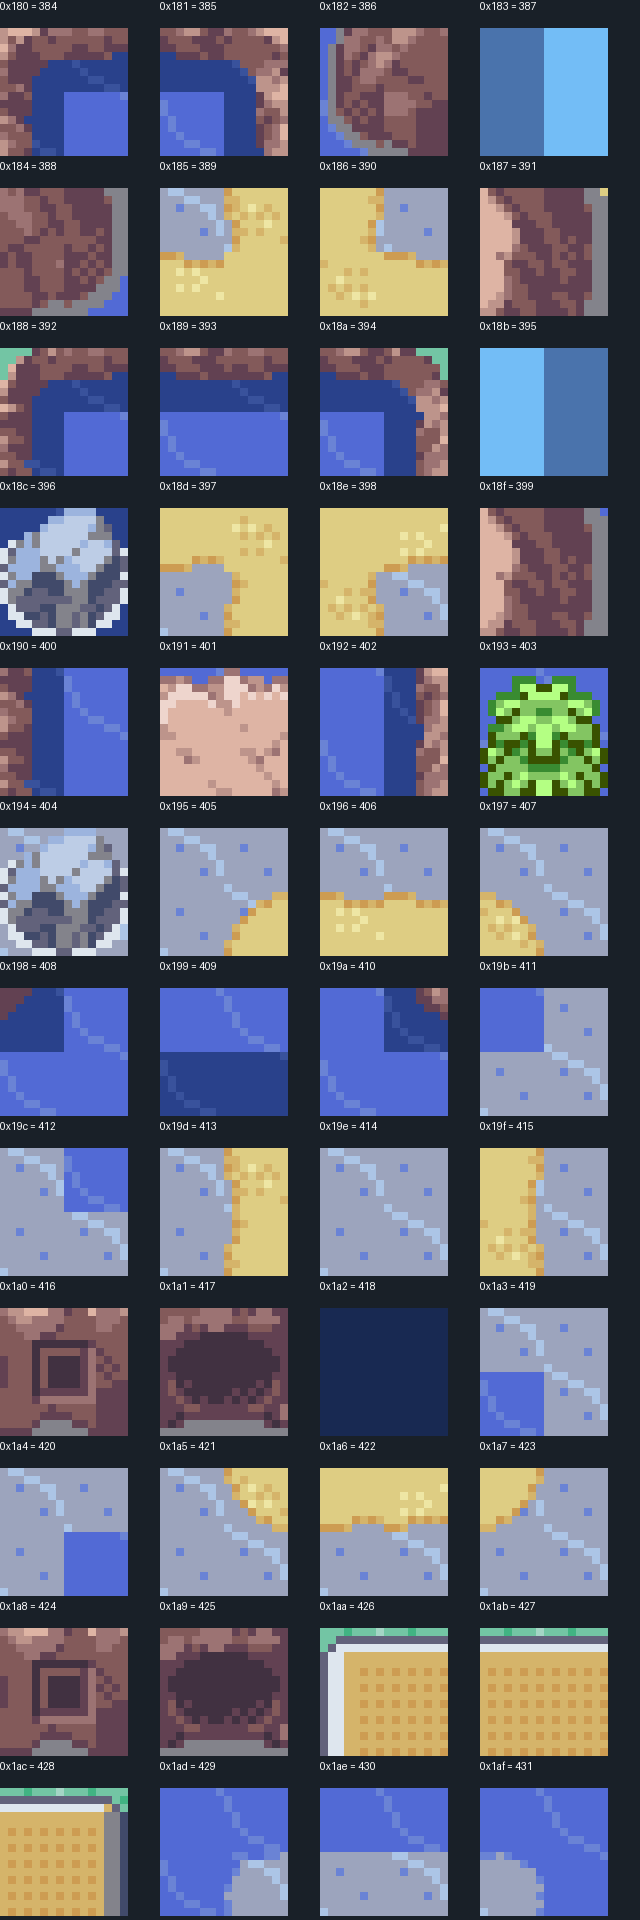 0x180 = 384 0x181 = 385 0x182 = 386 0x183 = 387
0x184 = 388 0x185 = 389 0x186 = 390 0x187 = 391
0x188 = 392 0x189 = 393 0x18a = 394 0x18b = 395
0x18c = 396 0x18d = 397 0x18e = 398 0x18f = 399
0x190 = 400 0x191 = 401 0x192 = 402 0x193 = 403
0x194 = 404 0x195 = 405 0x196 = 406 0x197 = 407
0x198 = 408 0x199 = 409 0x19a = 410 0x19b = 411
0x19c = 412 0x19d = 413 0x19e = 414 0x19f = 415
0x1a0 = 416 0x1a1 = 417 0x1a2 = 418 0x1a3 = 419
0x1a4 = 420 0x1a5 = 421 0x1a6 = 422 0x1a7 = 423
0x1a8 = 424 0x1a9 = 425 0x1aa = 426 0x1ab = 427
0x1ac = 428 0x1ad = 429 0x1ae = 430 0x1af = 431